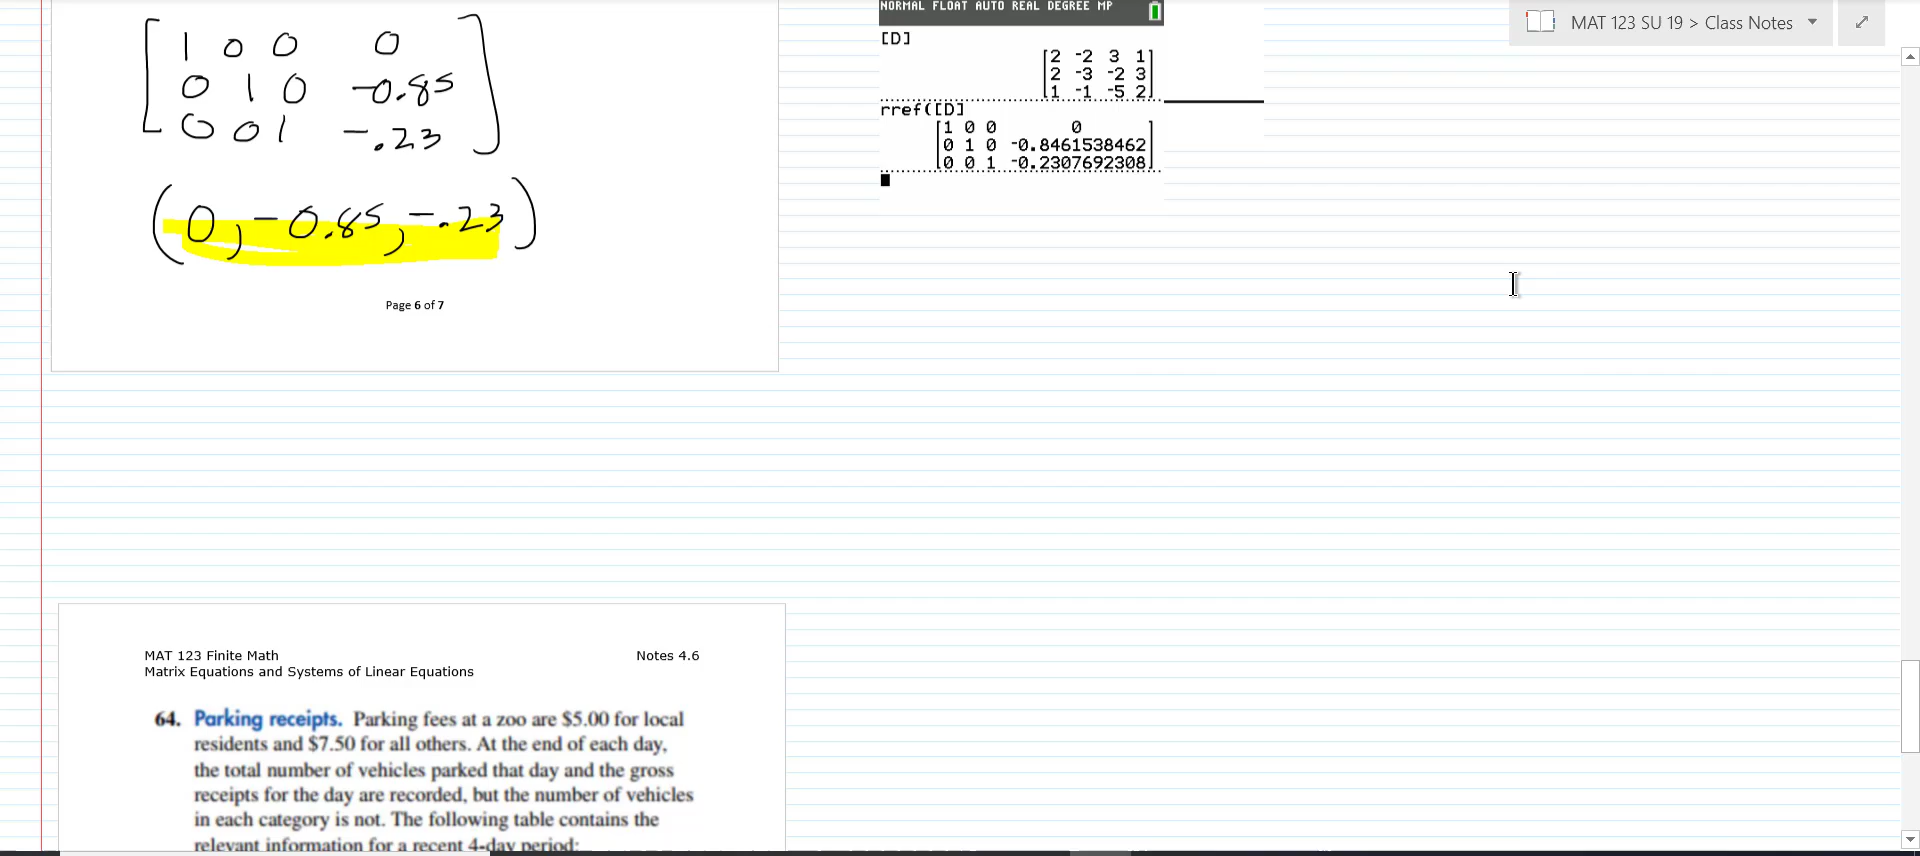 NORMAL FLOAT AUTO REAL DEGREE MP
MAT 123 SU 19 > Class Notes
1 0 0 0
0 1 0 -0.85
0 0 1 -.23
(0, -0.85, -.23)
Page 6 of 7
[D]
[2 -2 3 1]
2 -3 -2 3
1 -1 -5 2
rref([D]
[1 0 0 0]
0 1 0 -0.8461538462
0 0 1 -0.2307692308
MAT 123 Finite Math Notes 4.6
Matrix Equations and Systems of Linear Equations
64. Parking receipts. Parking fees at a zoo are $5.00 for local
residents and $7.50 for all others. At the end of each day,
the total number of vehicles parked that day and the gross
receipts for the day are recorded, but the number of vehicles
in each category is not. The following table contains the
relevant information for a recent 4-day period: